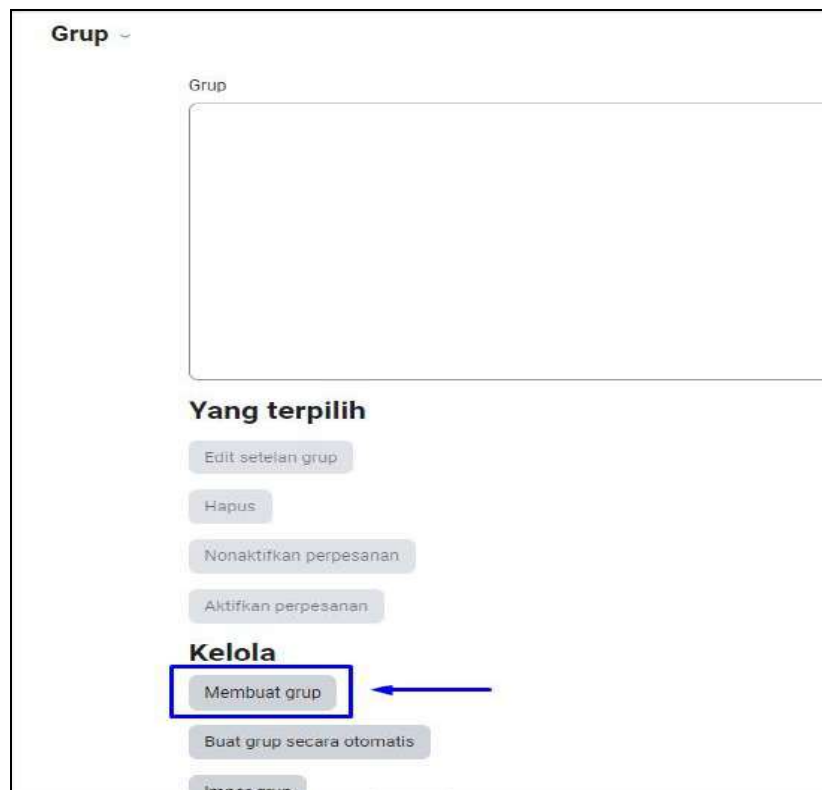 Grup
Grup
Yang terpilih
Edit setelan grup
Hapus
Nonaktifkan perpesanan
Aktifkan perpesanan
Kelola
Membuat grup
Buat grup secara otomatis